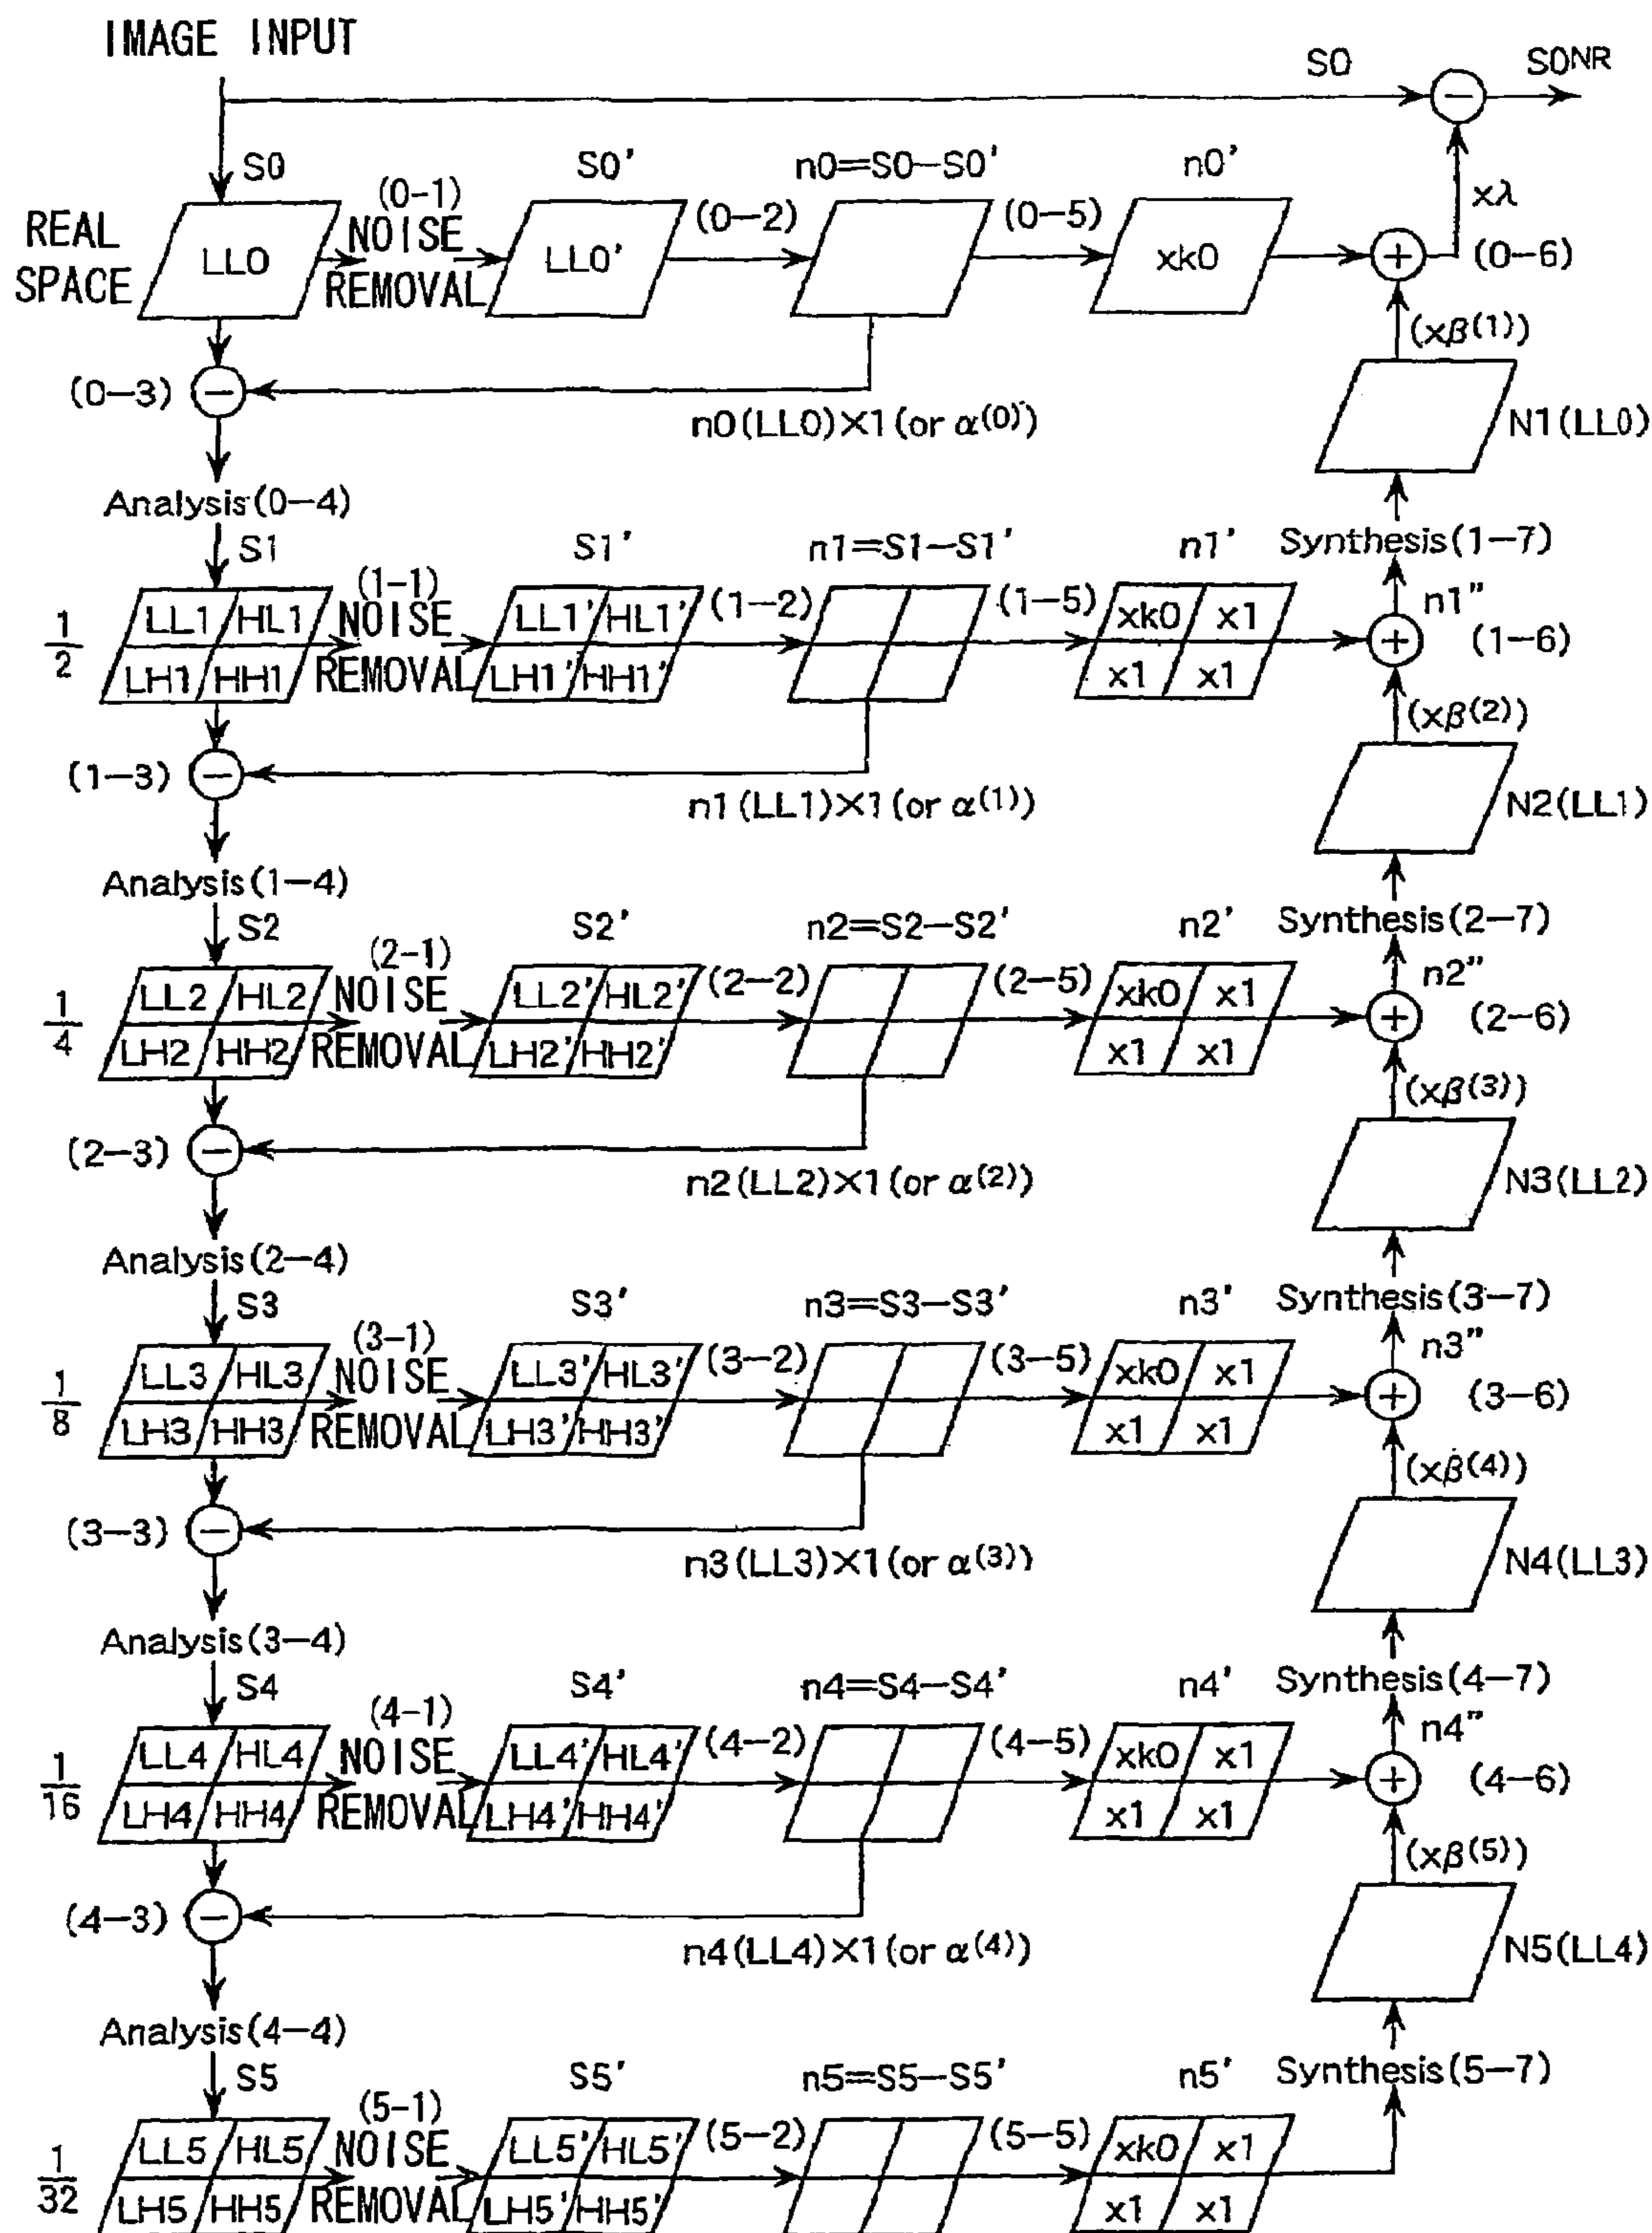 IMAGE INPUT
S0
S0NR
S0
S0'
n0=S0−S0'
n0'
xλ
REAL SPACE
LL0
(0-1)
NOISE REMOVAL
LL0'
(0−2)
(0−5)
xk0
+
(0−6)
(xβ(1))
(0−3)
−
n0(LL0)×1(or α(0))
N1(LL0)
Analysis(0−4)
S1
S1'
n1=S1−S1'
n1'
Synthesis(1−7)
1/2
LL1 HL1
LH1 HH1
(1-1)
NOISE REMOVAL
LL1' HL1'
LH1' HH1'
(1−2)
(1−5)
xk0 x1
x1 x1
n1"
+
(1−6)
(xβ(2))
(1−3)
−
n1(LL1)×1(or α(1))
N2(LL1)
Analysis(1−4)
S2
S2'
n2=S2−S2'
n2'
Synthesis(2−7)
1/4
LL2 HL2
LH2 HH2
(2-1)
NOISE REMOVAL
LL2' HL2'
LH2' HH2'
(2−2)
(2−5)
xk0 x1
x1 x1
n2"
+
(2−6)
(xβ(3))
(2−3)
−
n2(LL2)×1(or α(2))
N3(LL2)
Analysis(2−4)
S3
S3'
n3=S3−S3'
n3'
Synthesis(3−7)
1/8
LL3 HL3
LH3 HH3
(3-1)
NOISE REMOVAL
LL3' HL3'
LH3' HH3'
(3−2)
(3−5)
xk0 x1
x1 x1
n3"
+
(3−6)
(xβ(4))
(3−3)
−
n3(LL3)×1(or α(3))
N4(LL3)
Analysis(3−4)
S4
S4'
n4=S4−S4'
n4'
Synthesis(4−7)
1/16
LL4 HL4
LH4 HH4
(4-1)
NOISE REMOVAL
LL4' HL4'
LH4' HH4'
(4−2)
(4−5)
xk0 x1
x1 x1
n4"
+
(4−6)
(xβ(5))
(4−3)
−
n4(LL4)×1(or α(4))
N5(LL4)
Analysis(4−4)
S5
S5'
n5=S5−S5'
n5'
Synthesis(5−7)
1/32
LL5 HL5
LH5 HH5
(5-1)
NOISE REMOVAL
LL5' HL5'
LH5' HH5'
(5−2)
(5−5)
xk0 x1
x1 x1